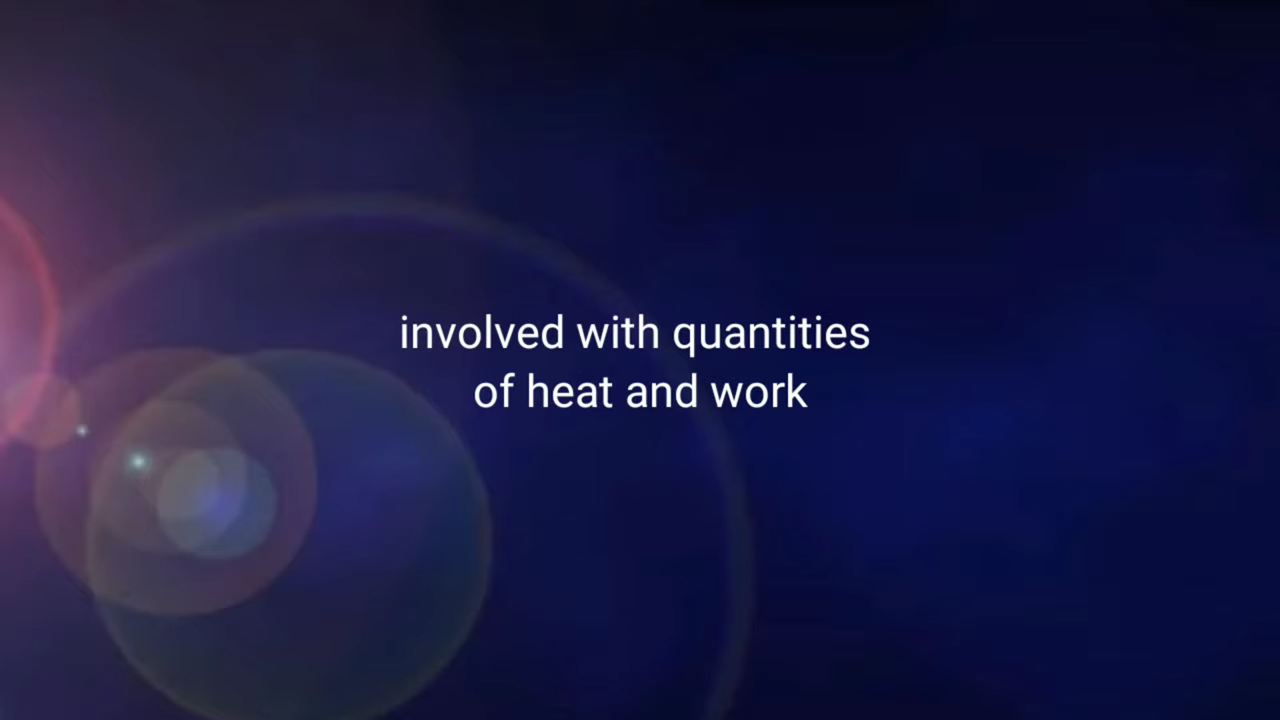 involved with quantities
of heat and work